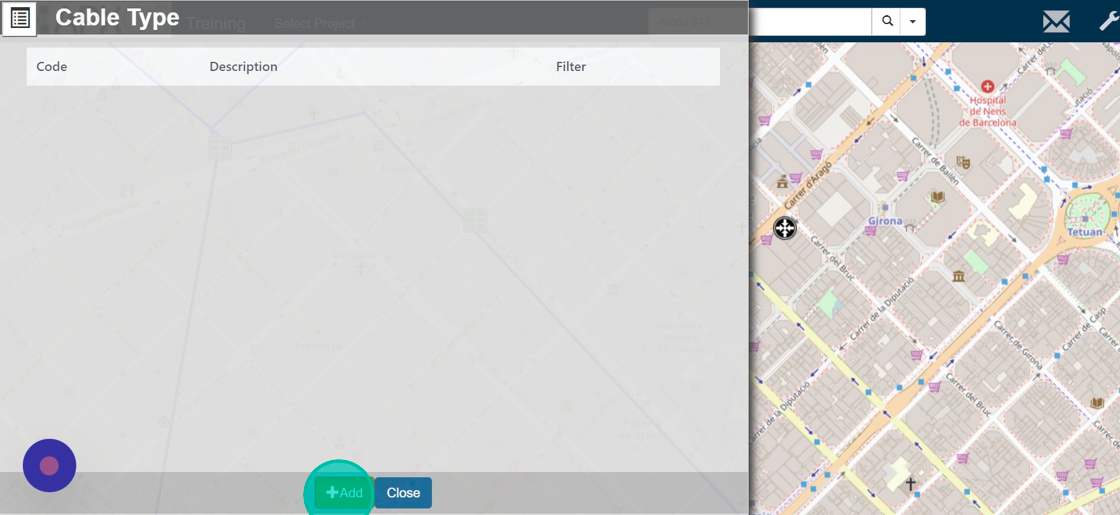 Cable Type
Training
Select Project
Code Description Filter
Hospital
de Nens
de Barcelona
Carrer de Bailèn
Carrer d'Aragó
Girona
Tetuan
Carrer del Bruc
Carrer de la Diputació
Carrer de Casp
Carrer de Girona
Carrer del Bruc
Carrer de la Diputació
+Add Close